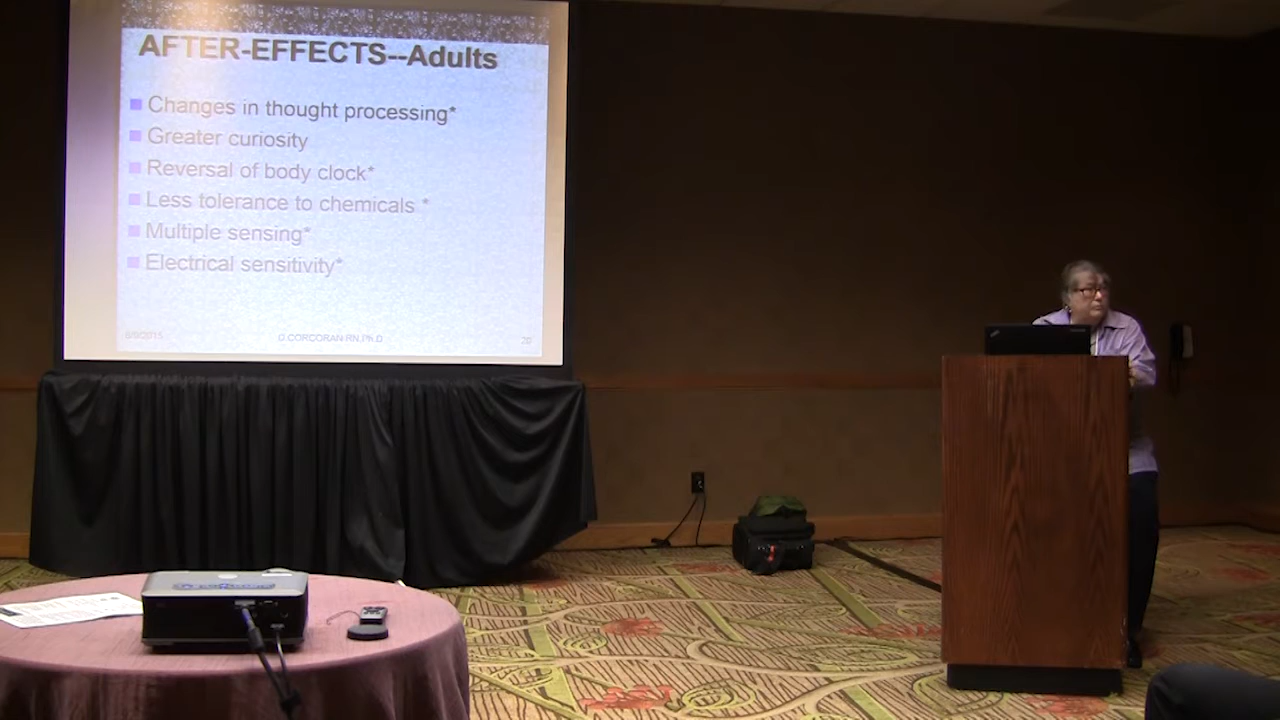 AFTER-EFFECTS--Adults
Changes in thought processing*
Greater curiosity
Reversal of body clock*
Less tolerance to chemicals *
Multiple sensing*
Electrical sensitivity*
D.CORCORAN RN,Ph.D
20